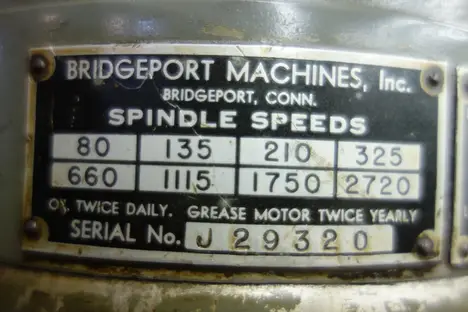 BRIDGEPORT MACHINES, Inc.
BRIDGEPORT, CONN.
SPINDLE SPEEDS
80 135 210 325
660 1115 1750 2720
OIL TWICE DAILY. GREASE MOTOR TWICE YEARLY
SERIAL No. J 29320